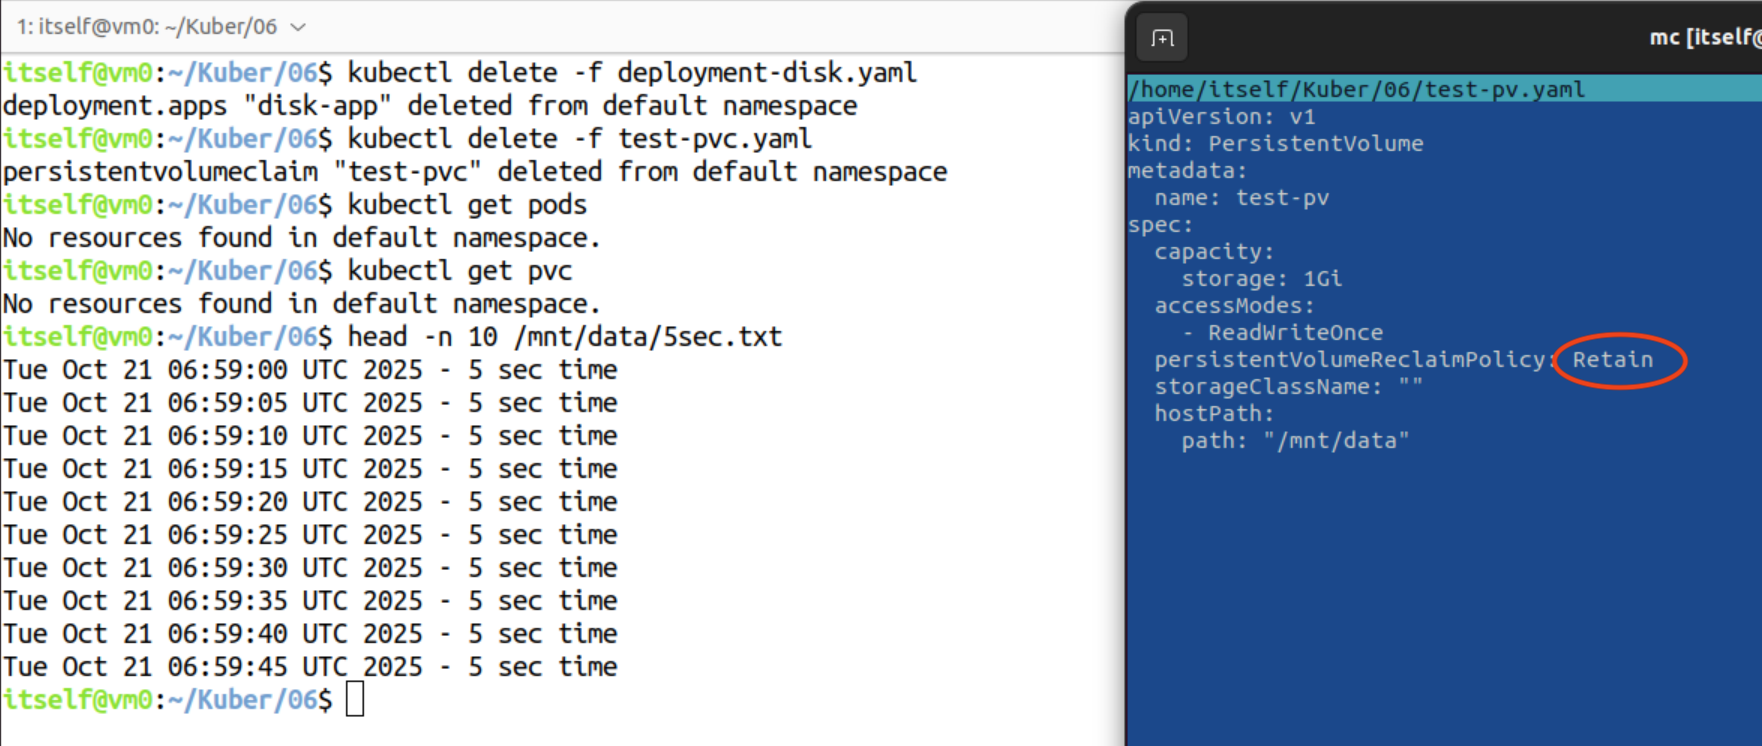 1: itself@vm0: ~/Kuber/06
itself@vm0:~/Kuber/06$ kubectl delete -f deployment-disk.yaml
deployment.apps "disk-app" deleted from default namespace
itself@vm0:~/Kuber/06$ kubectl delete -f test-pvc.yaml
persistentvolumeclaim "test-pvc" deleted from default namespace
itself@vm0:~/Kuber/06$ kubectl get pods
No resources found in default namespace.
itself@vm0:~/Kuber/06$ kubectl get pvc
No resources found in default namespace.
itself@vm0:~/Kuber/06$ head -n 10 /mnt/data/5sec.txt
Tue Oct 21 06:59:00 UTC 2025 - 5 sec time
Tue Oct 21 06:59:05 UTC 2025 - 5 sec time
Tue Oct 21 06:59:10 UTC 2025 - 5 sec time
Tue Oct 21 06:59:15 UTC 2025 - 5 sec time
Tue Oct 21 06:59:20 UTC 2025 - 5 sec time
Tue Oct 21 06:59:25 UTC 2025 - 5 sec time
Tue Oct 21 06:59:30 UTC 2025 - 5 sec time
Tue Oct 21 06:59:35 UTC 2025 - 5 sec time
Tue Oct 21 06:59:40 UTC 2025 - 5 sec time
Tue Oct 21 06:59:45 UTC 2025 - 5 sec time
itself@vm0:~/Kuber/06$
mc [itself@
/home/itself/Kuber/06/test-pv.yaml
apiVersion: v1
kind: PersistentVolume
metadata:
  name: test-pv
spec:
  capacity:
    storage: 1Gi
  accessModes:
    - ReadWriteOnce
  persistentVolumeReclaimPolicy: Retain
  storageClassName: ""
  hostPath:
    path: "/mnt/data"